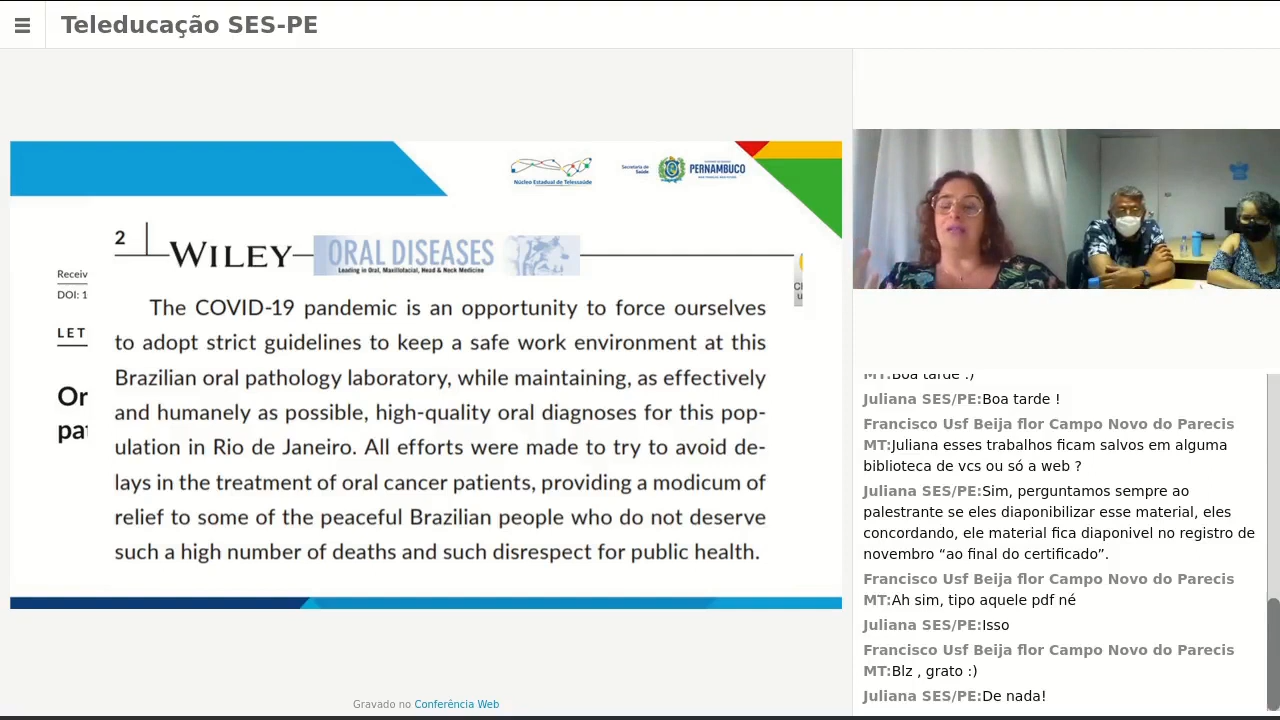 Teleducação SES-PE
Núcleo Estadual de Telessaúde
Secretaria de
Saúde
PERNAMBUCO
2
WILEY
ORAL DISEASES
Leading in Oral, Maxillofacial, Head & Neck Medicine
Receiv
DOI: 1
LET
Or
pa
The COVID-19 pandemic is an opportunity to force ourselves
to adopt strict guidelines to keep a safe work environment at this
Brazilian oral pathology laboratory, while maintaining, as effectively
and humanely as possible, high-quality oral diagnoses for this pop-
ulation in Rio de Janeiro. All efforts were made to try to avoid de-
lays in the treatment of oral cancer patients, providing a modicum of
relief to some of the peaceful Brazilian people who do not deserve
such a high number of deaths and such disrespect for public health.
Gravado no Conferência Web
MT:Boa tarde :)
Juliana SES/PE:Boa tarde !
Francisco Usf Beija flor Campo Novo do Parecis
MT:Juliana esses trabalhos ficam salvos em alguma
biblioteca de vcs ou só a web ?
Juliana SES/PE:Sim, perguntamos sempre ao
palestrante se eles diaponibilizar esse material, eles
concordando, ele material fica diaponivel no registro de
novembro “ao final do certificado”.
Francisco Usf Beija flor Campo Novo do Parecis
MT:Ah sim, tipo aquele pdf né
Juliana SES/PE:Isso
Francisco Usf Beija flor Campo Novo do Parecis
MT:Blz , grato :)
Juliana SES/PE:De nada!